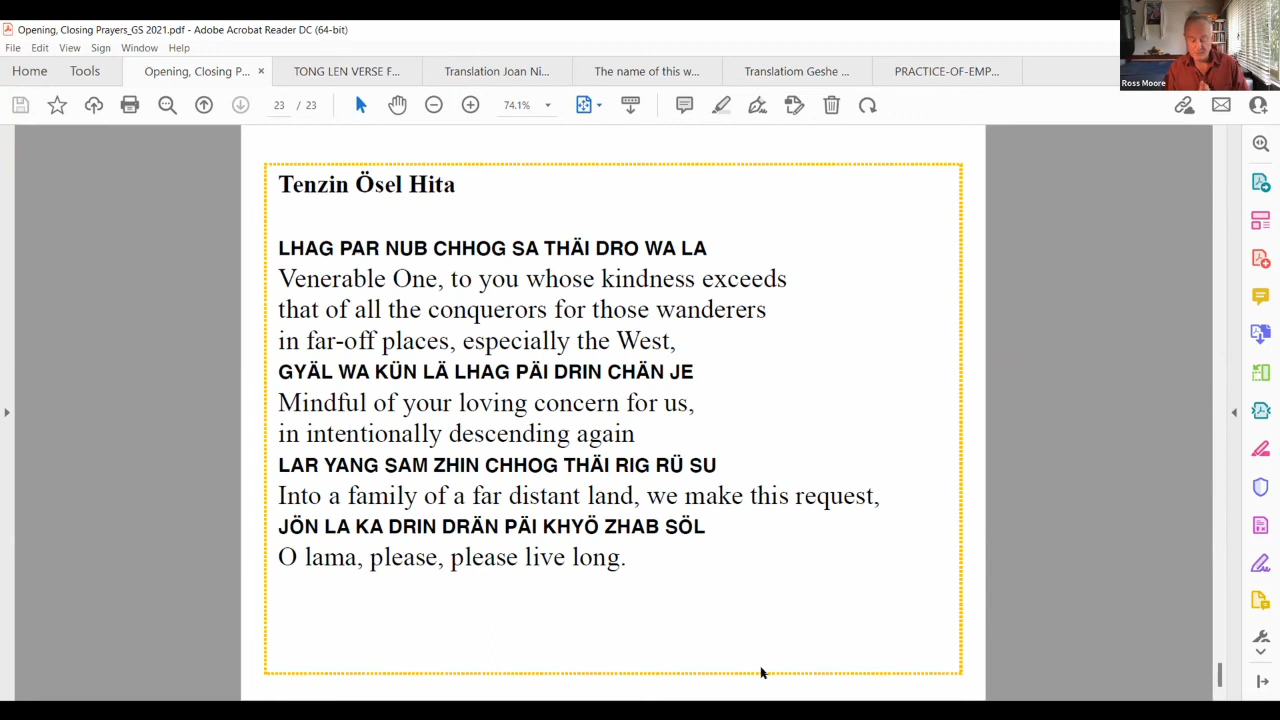 Opening, Closing Prayers_GS 2021.pdf - Adobe Acrobat Reader DC (64-bit)
File Edit View Sign Window Help
Home Tools Opening, Closing P... × TONG LEN VERSE F... Translation Joan Ni... The name of this w... Translatiom Geshe ... PRACTICE-OF-EMP...
23 / 23 74.1%
Ross Moore
Tenzin Ösel Hita
LHAG PAR NUB CHHOG SA THÄI DRO WA LA
Venerable One, to you whose kindness exceeds
that of all the conquerors for those wanderers
in far-off places, especially the West,
GYÄL WA KÜN LÄ LHAG PÄI DRIN CHÄN JE
Mindful of your loving concern for us,
in intentionally descending again
LAR YANG SAM ZHIN CHHOG THÄI RIG RÜ SU
Into a family of a far distant land, we make this request,
JÖN LA KA DRIN DRÄN PÄI KHYÖ ZHAB SÖL
O lama, please, please live long.